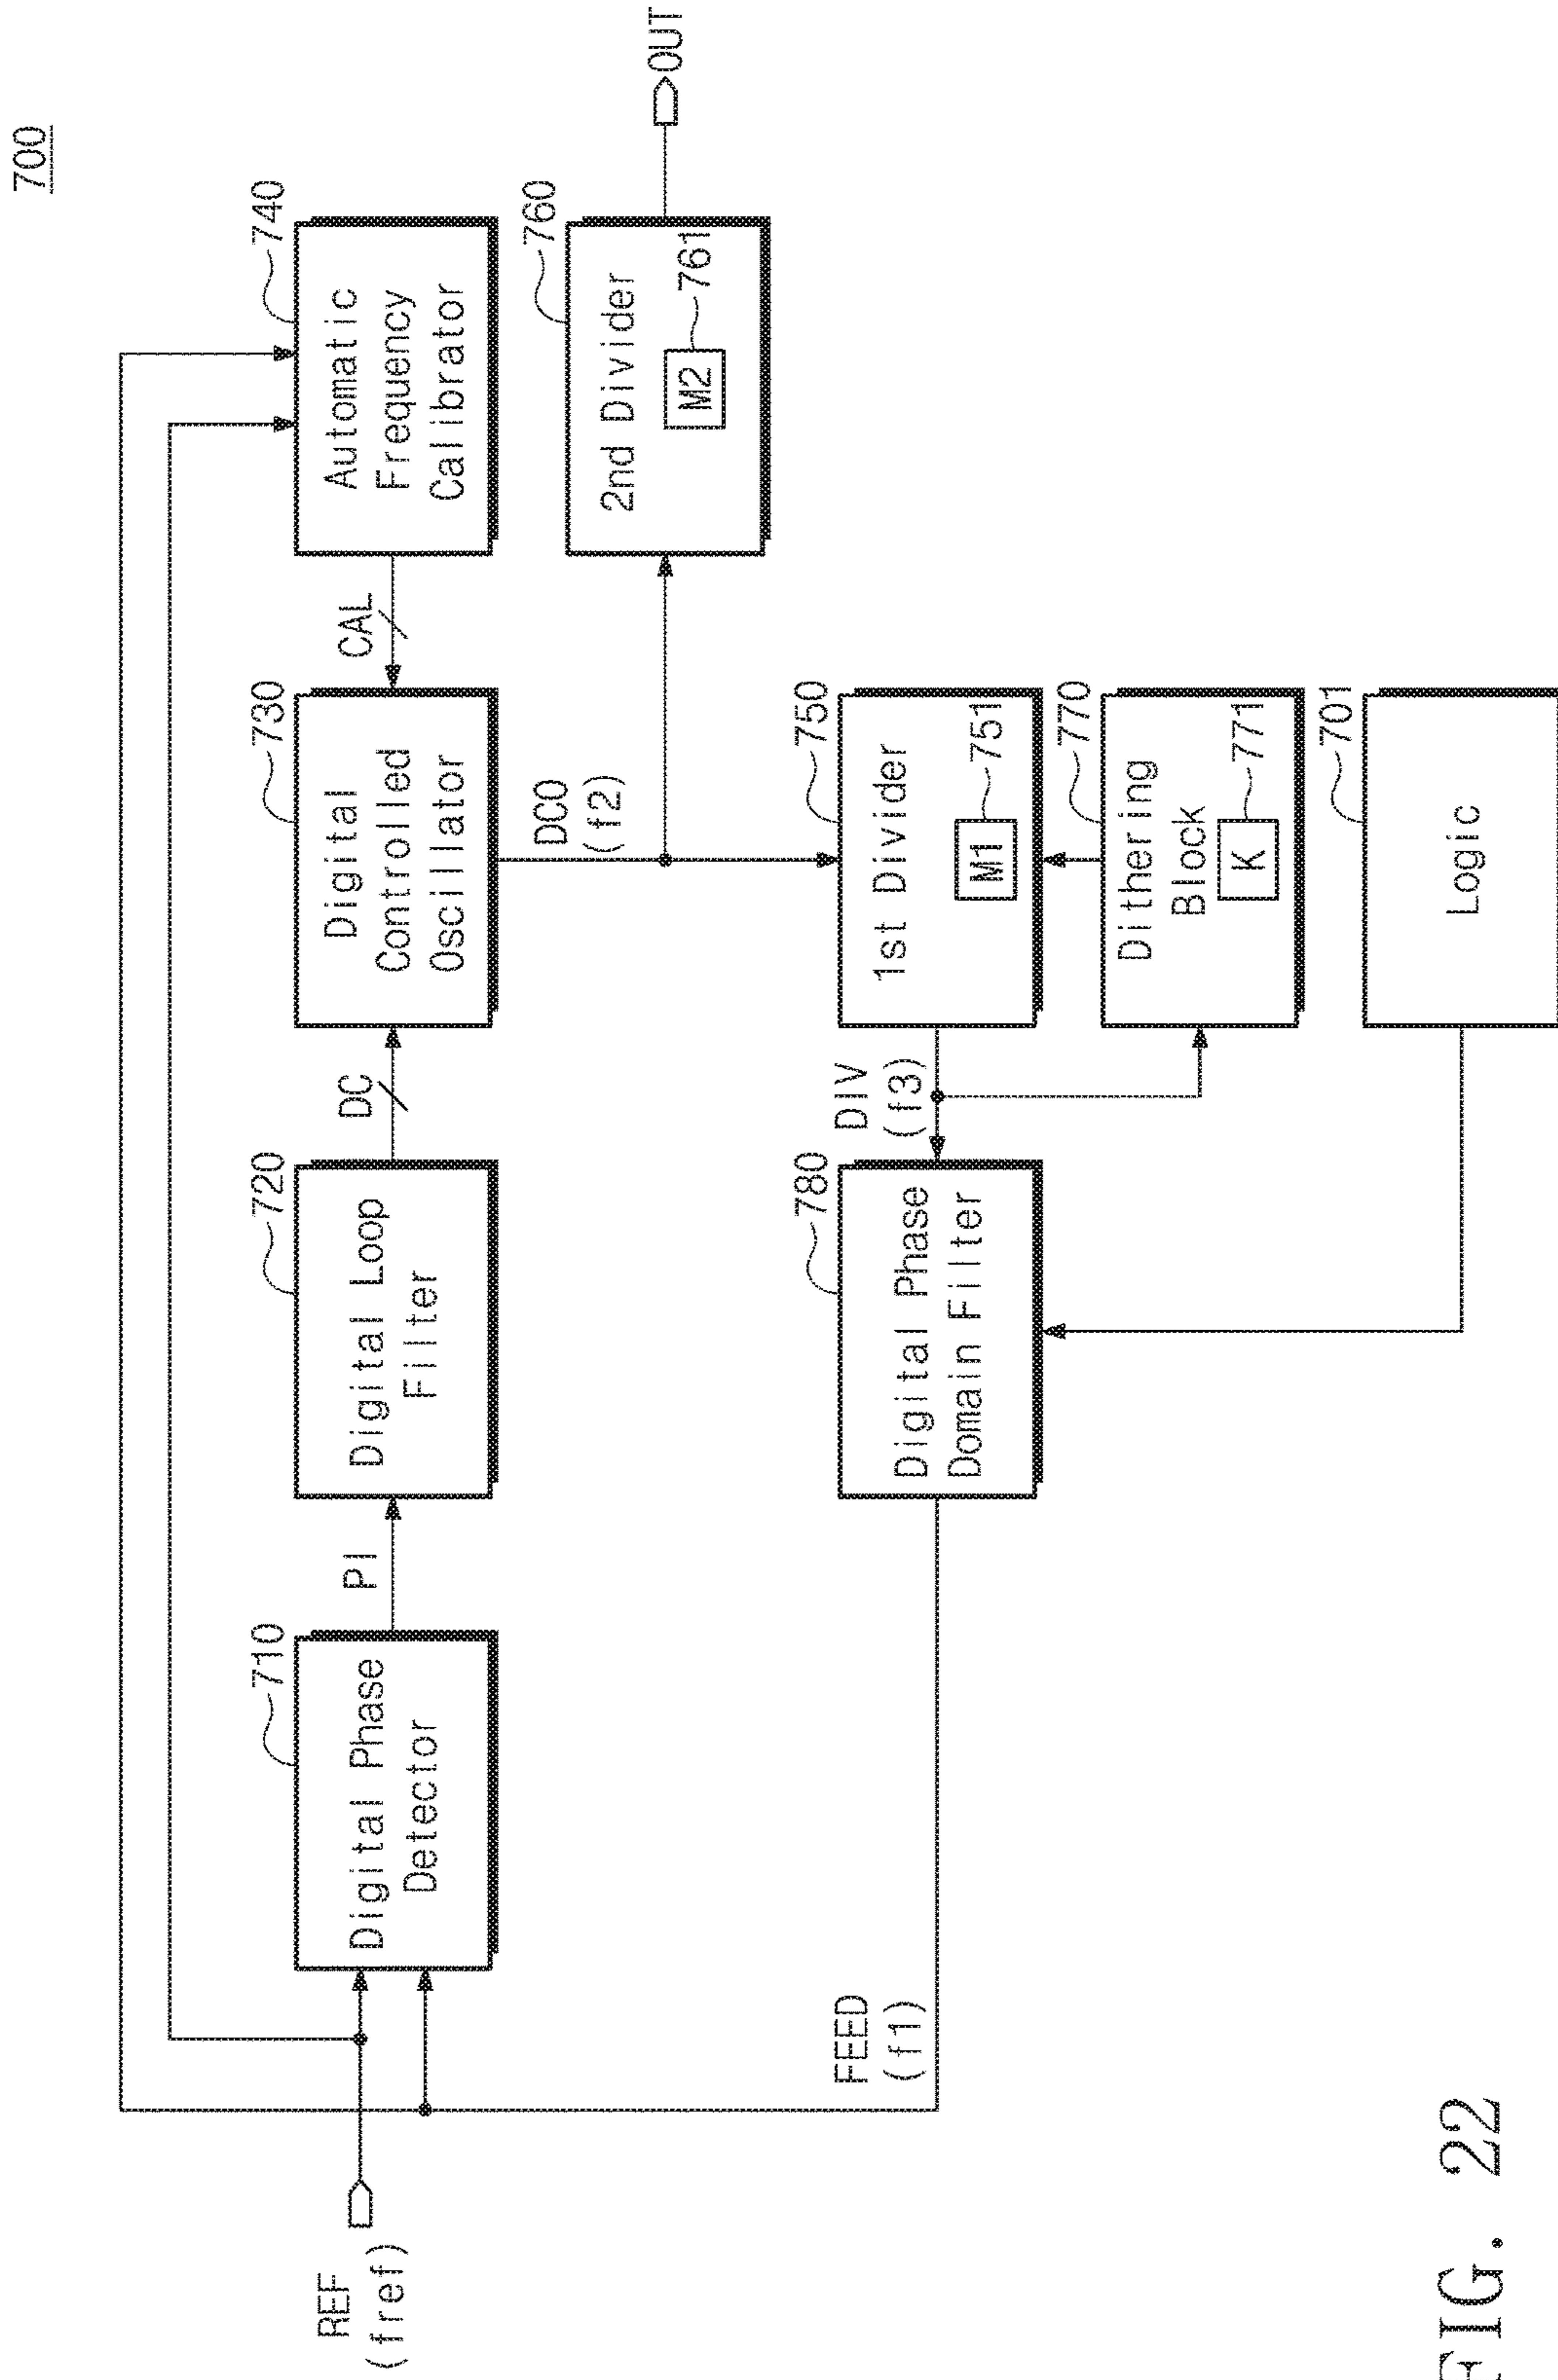 700
REF
(fref)
710
Digital Phase
Detector
PI
720
Digital Loop
Filter
DC
730
Digital
Controlled
Oscillator
CAL
740
Automatic
Frequency
Calibrator
DCO
(f2)
760
2nd Divider
M2
761
OUT
FEED
(f1)
780
Digital Phase
Domain Filter
DIV
(f3)
750
1st Divider
M1
751
770
Dithering
Block
K
771
701
Logic
FIG. 22